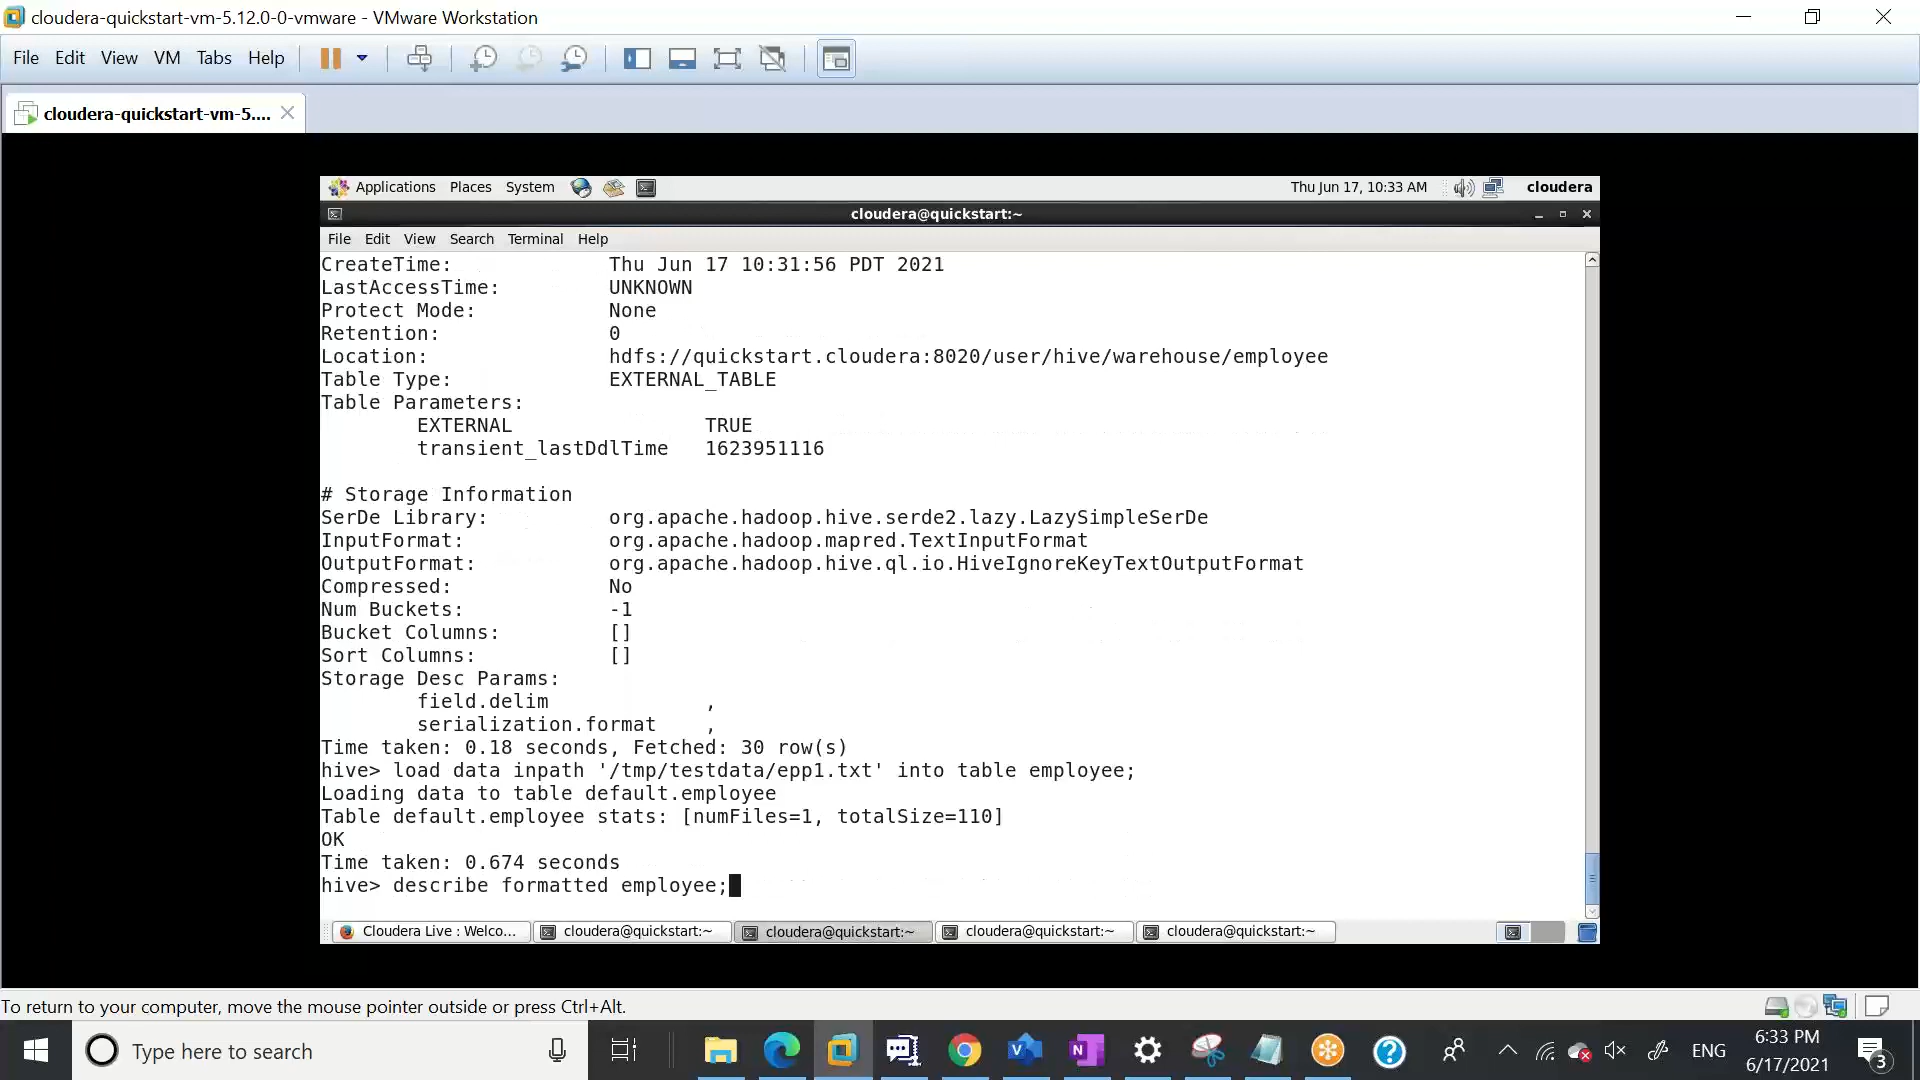 cloudera-quickstart-vm-5.12.0-0-vmware - VMware Workstation
File Edit View VM Tabs Help
cloudera-quickstart-vm-5....
Applications Places System Thu Jun 17, 10:33 AM cloudera
cloudera@quickstart:~
File Edit View Search Terminal Help
CreateTime: Thu Jun 17 10:31:56 PDT 2021
LastAccessTime: UNKNOWN
Protect Mode: None
Retention: 0
Location: hdfs://quickstart.cloudera:8020/user/hive/warehouse/employee
Table Type: EXTERNAL_TABLE
Table Parameters:
EXTERNAL TRUE
transient_lastDdlTime 1623951116
# Storage Information
SerDe Library: org.apache.hadoop.hive.serde2.lazy.LazySimpleSerDe
InputFormat: org.apache.hadoop.mapred.TextInputFormat
OutputFormat: org.apache.hadoop.hive.ql.io.HiveIgnoreKeyTextOutputFormat
Compressed: No
Num Buckets: -1
Bucket Columns: []
Sort Columns: []
Storage Desc Params:
field.delim ,
serialization.format ,
Time taken: 0.18 seconds, Fetched: 30 row(s)
hive> load data inpath '/tmp/testdata/epp1.txt' into table employee;
Loading data to table default.employee
Table default.employee stats: [numFiles=1, totalSize=110]
OK
Time taken: 0.674 seconds
hive> describe formatted employee;
Cloudera Live : Welco... cloudera@quickstart:~ cloudera@quickstart:~ cloudera@quickstart:~ cloudera@quickstart:~
To return to your computer, move the mouse pointer outside or press Ctrl+Alt.
Type here to search
ENG
6:33 PM
6/17/2021
3